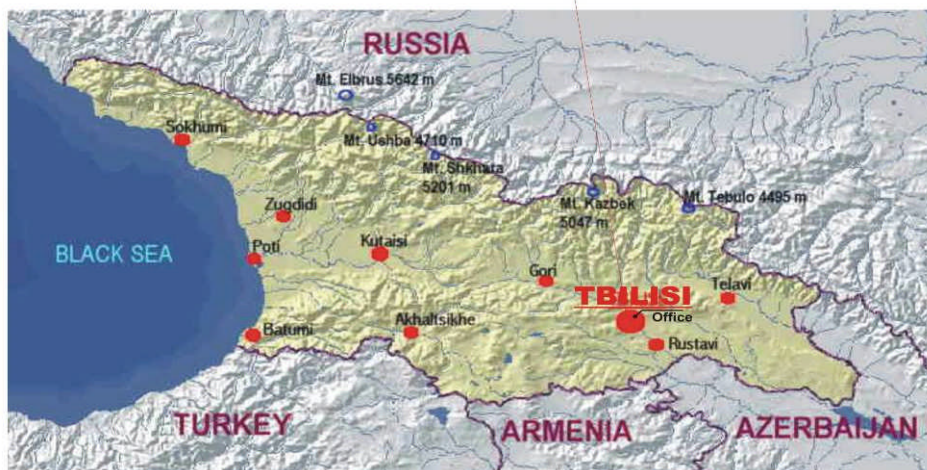 RUSSIA
Mt. Elbrus 5642 m
Sokhumi
Mt. Ushba 4710 m
Mt. Shkhara
5201 m
Mt. Kazbek
5047 m
Mt. Tebulo 4495 m
Zugdidi
BLACK SEA
Poti
Kutaisi
Gori
TBILISI
Office
Telavi
Batumi
Akhaltsikhe
Rustavi
TURKEY
ARMENIA
AZERBAIJAN